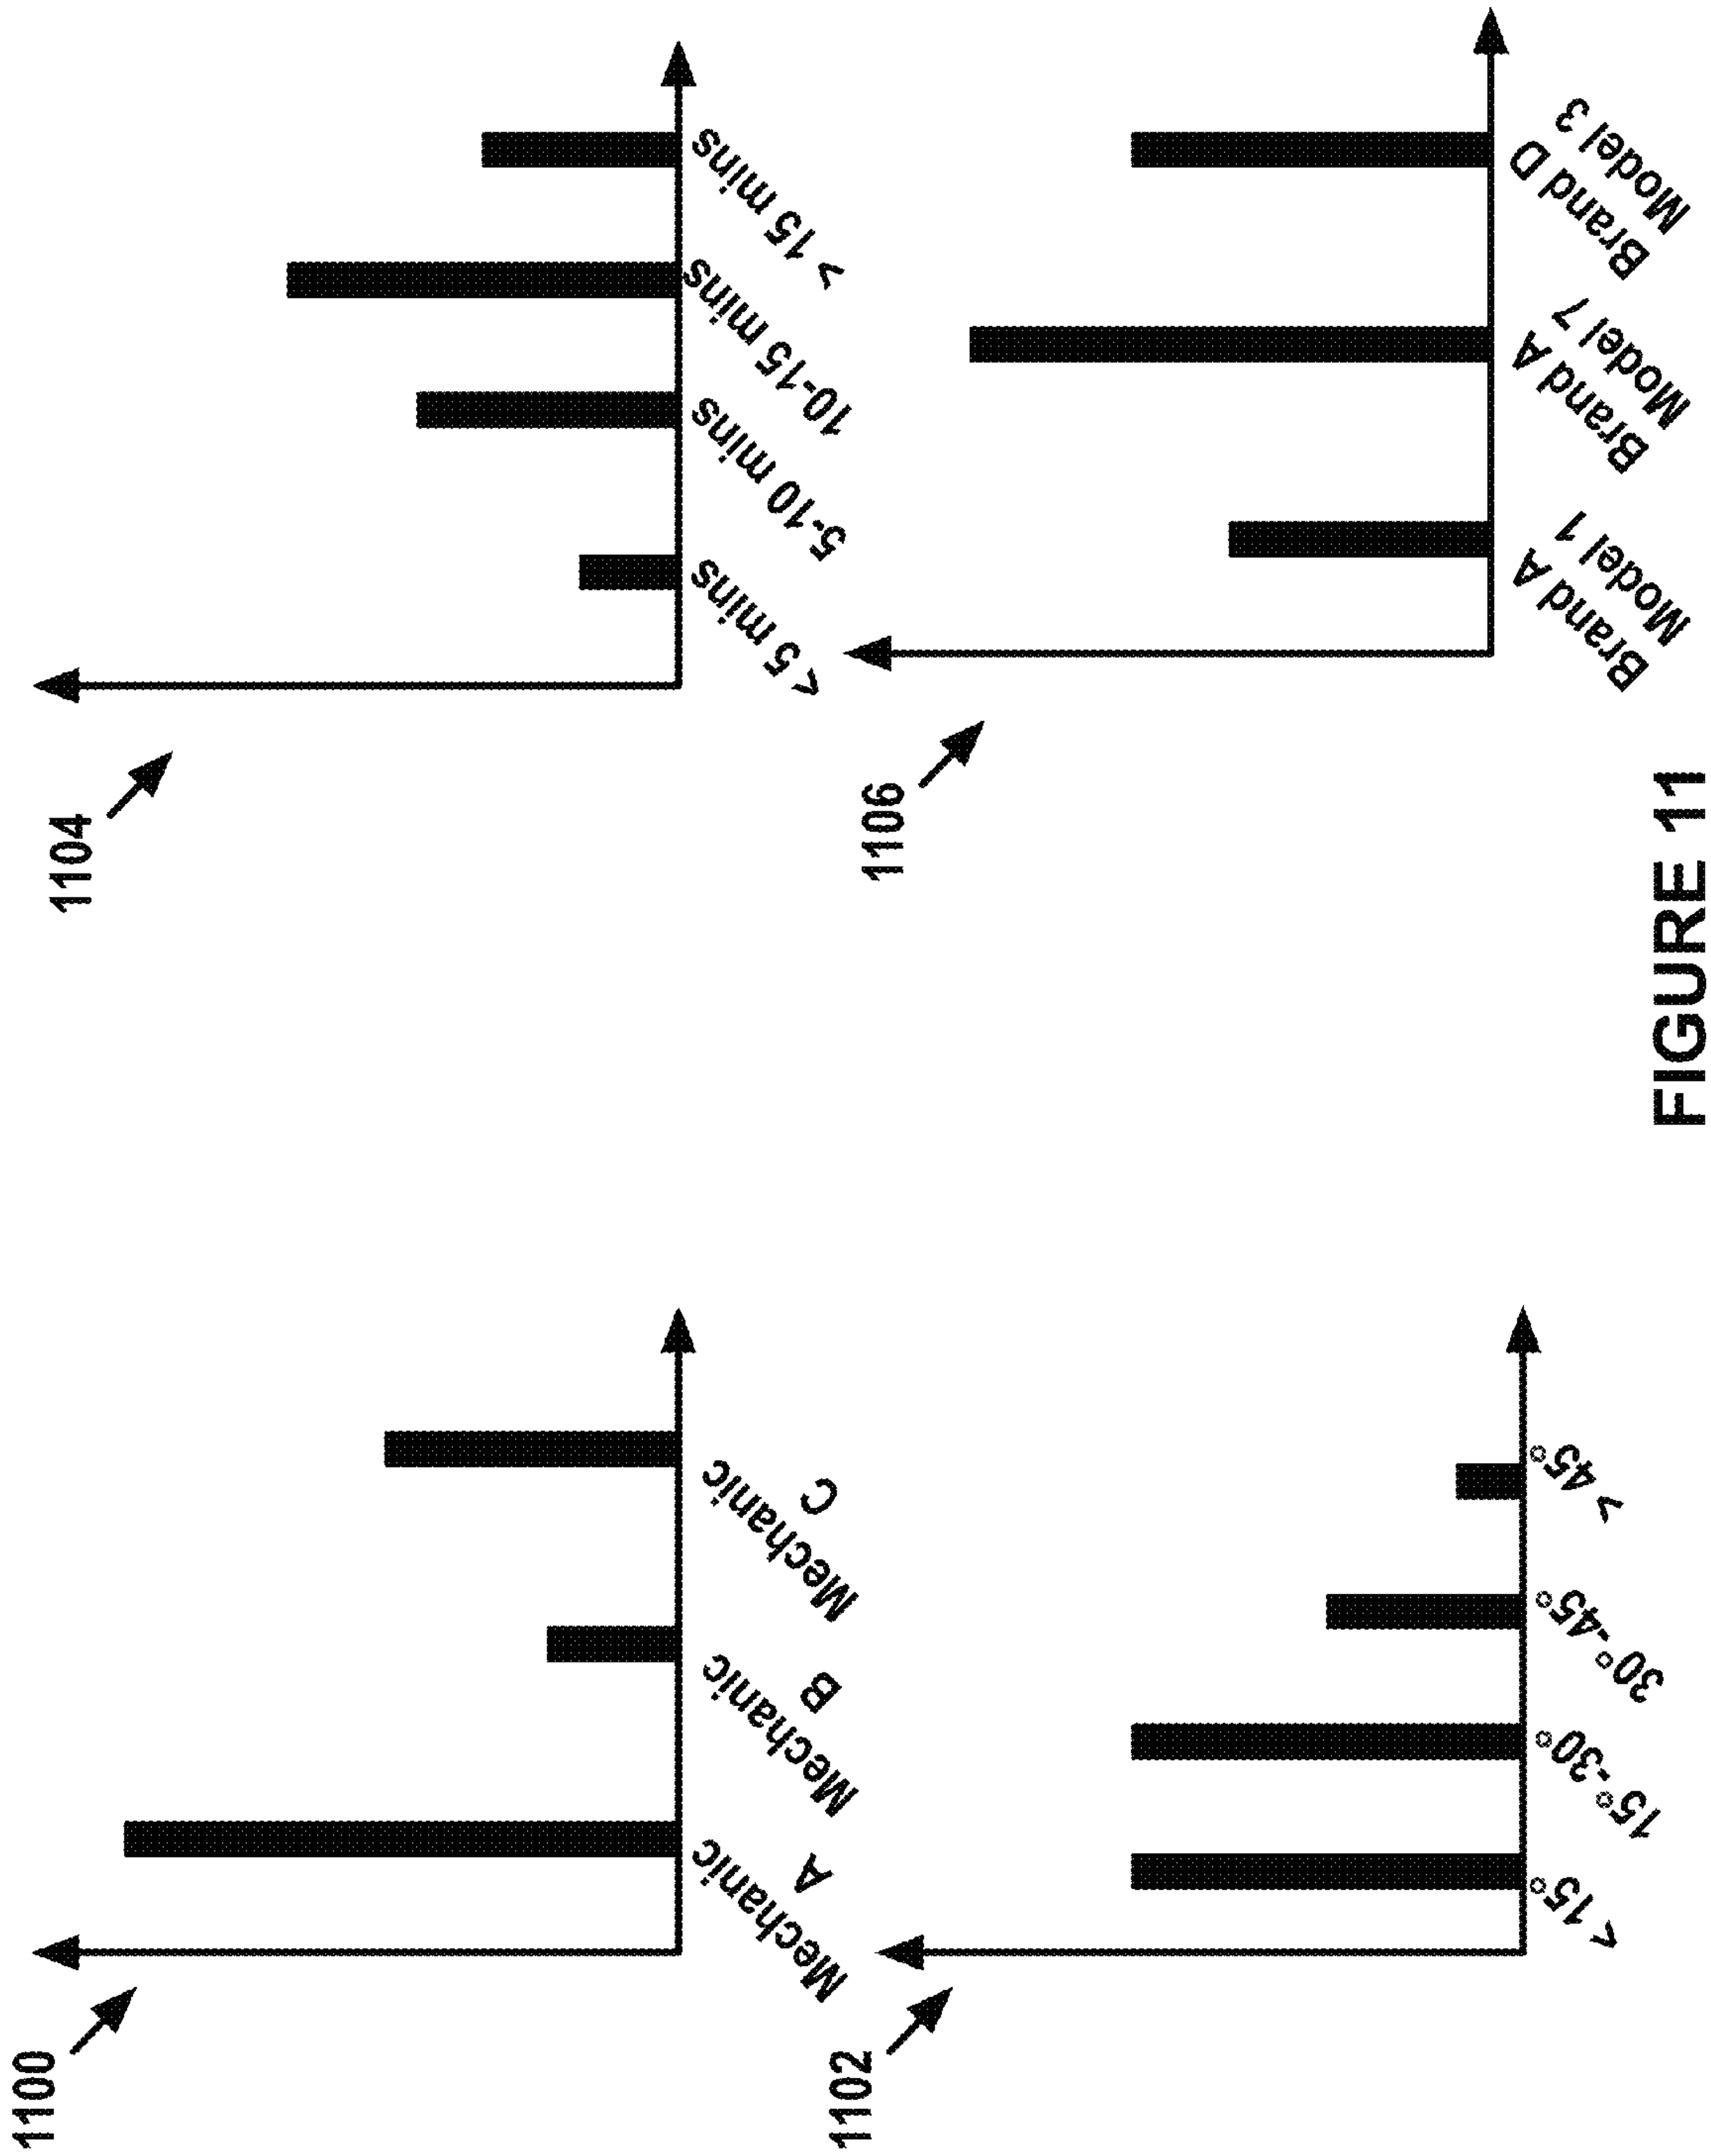 1100
Mechanic
A
Mechanic
B
Mechanic
C
1104
< 5 mins
5-10 mins
10-15 mins
> 15 mins
1102
< 15°
15°-30°
30°-45°
> 45°
1106
Brand A
Model 1
Brand A
Model 7
Brand D
Model 3
FIGURE 11